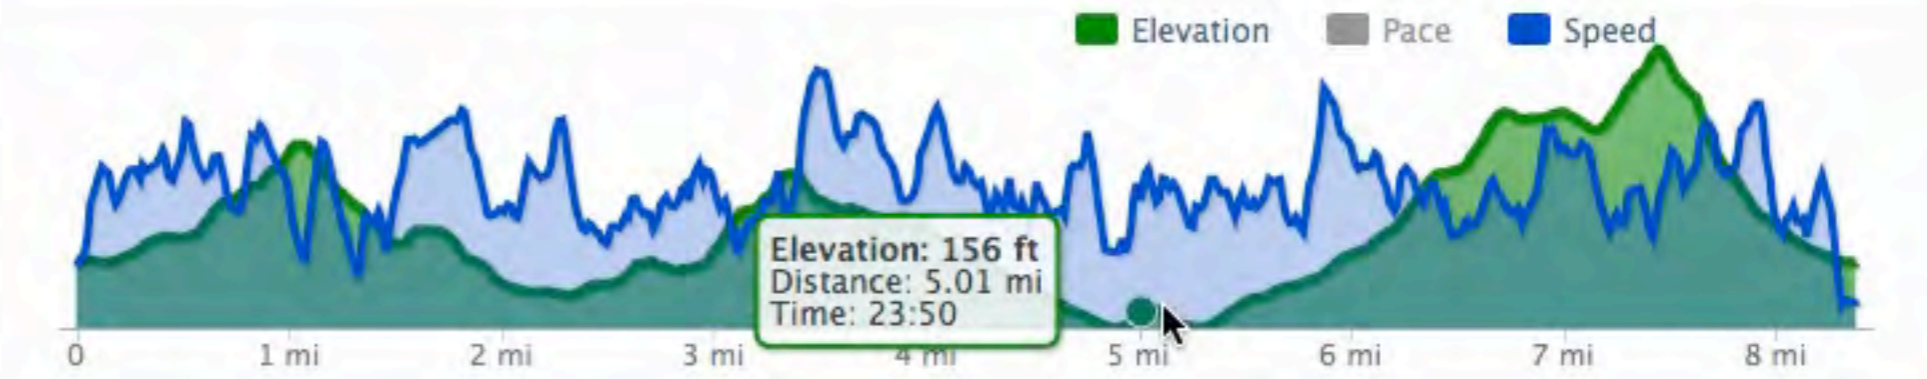 Elevation Pace Speed
Elevation: 156 ft
Distance: 5.01 mi
Time: 23:50
0 1 mi 2 mi 3 mi 4 mi 5 mi 6 mi 7 mi 8 mi